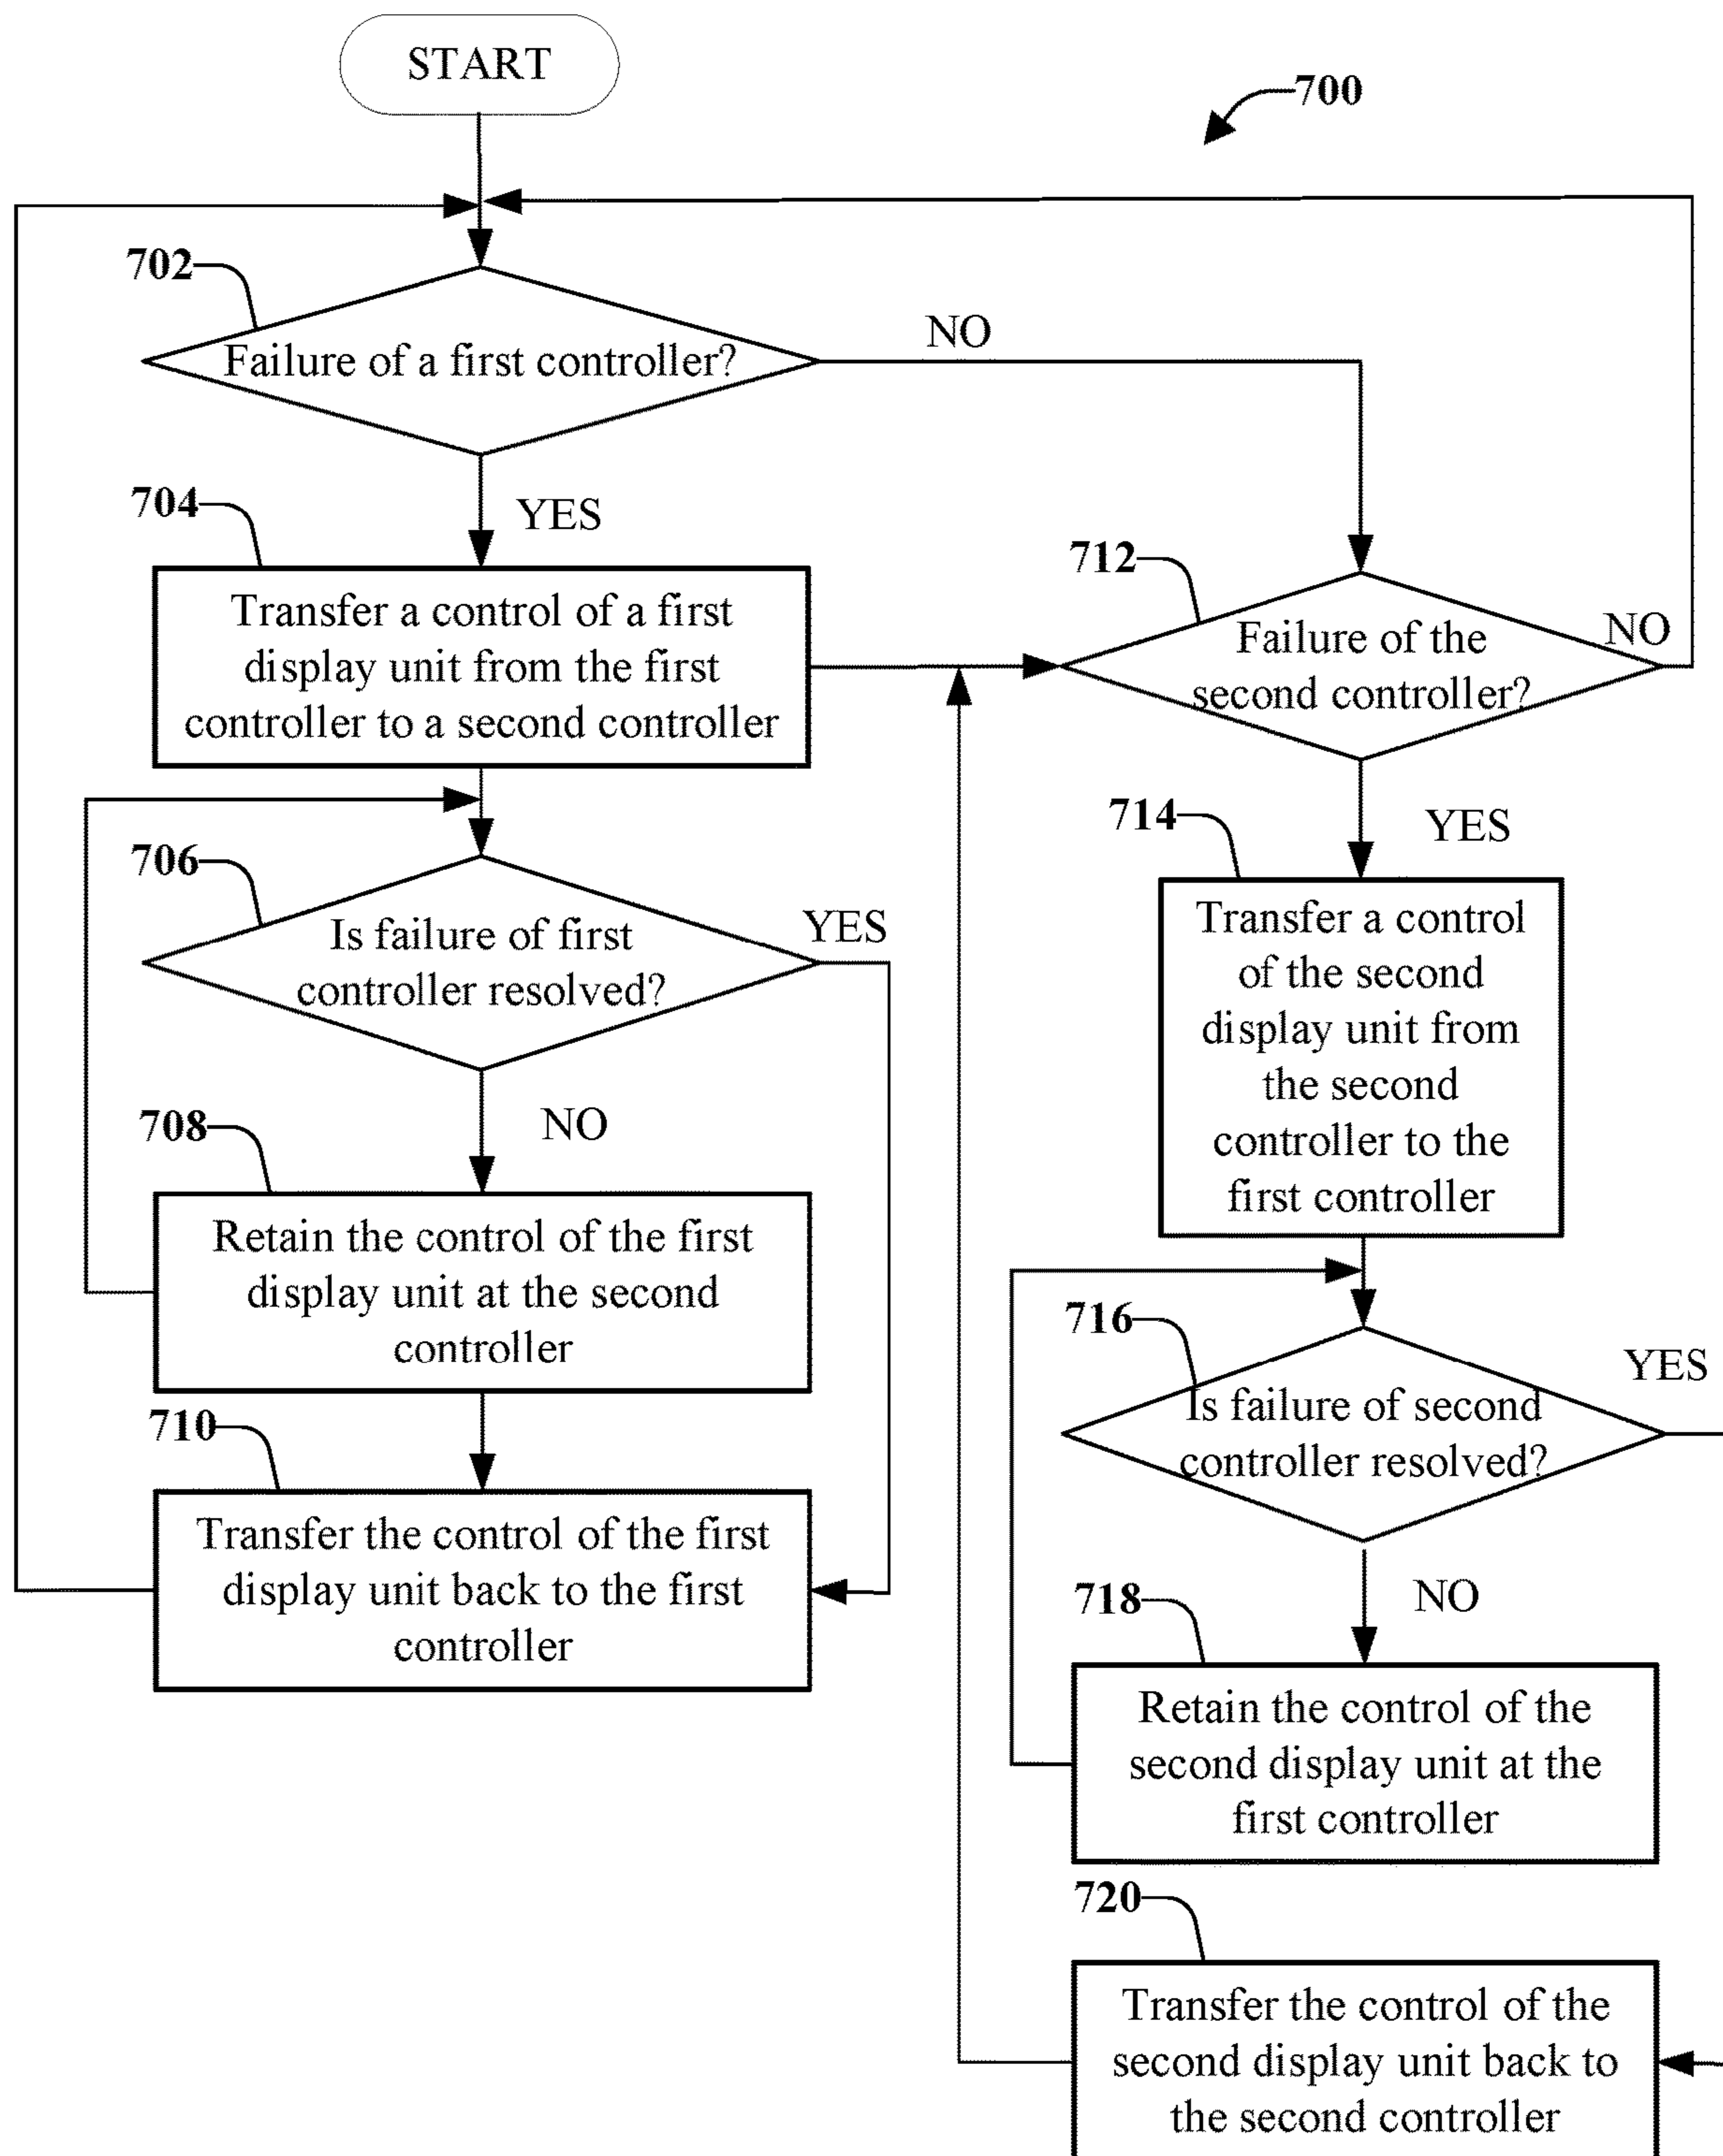 START
700
702
Failure of a first controller?
NO
YES
704
Transfer a control of a first
display unit from the first
controller to a second controller
706
Is failure of first
controller resolved?
YES
NO
708
Retain the control of the first
display unit at the second
controller
710
Transfer the control of the first
display unit back to the first
controller
712
Failure of the
second controller?
NO
YES
714
Transfer a control
of the second
display unit from
the second
controller to the
first controller
716
Is failure of second
controller resolved?
YES
NO
718
Retain the control of the
second display unit at the
first controller
720
Transfer the control of the
second display unit back to
the second controller